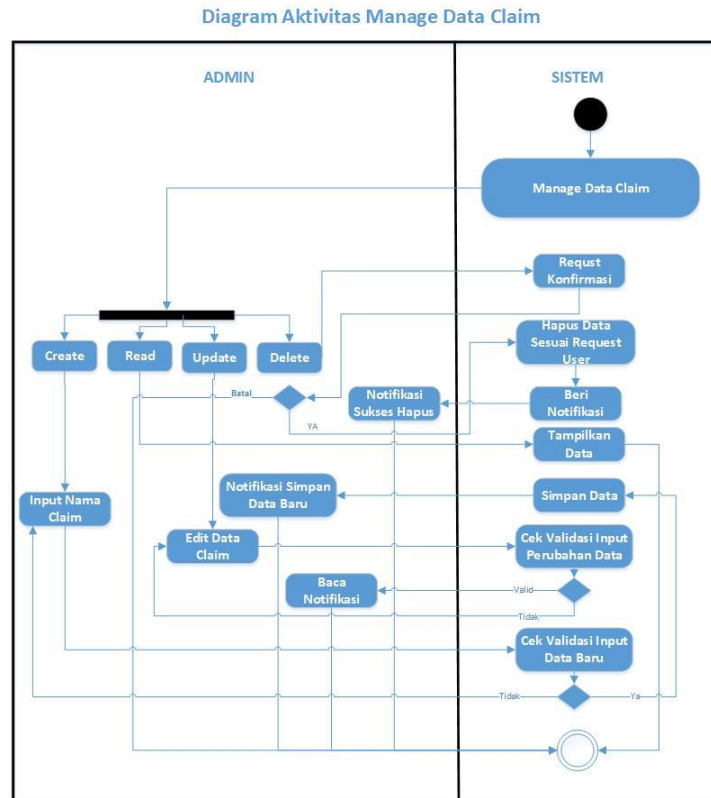 Diagram Aktivitas Manage Data Claim
ADMIN
SISTEM
Manage Data Claim
Requst
Konfirmasi
Create
Read
Update
Delete
Hapus Data
Sesuai Request
User
Batal
YA
Notifikasi
Sukses Hapus
Beri
Notifikasi
Tampilkan
Data
Input Nama
Claim
Notifikasi Simpan
Data Baru
Simpan Data
Edit Data
Claim
Cek Validasi Input
Perubahan Data
Baca
Notifikasi
Valid
Tidak
Cek Validasi Input
Data Baru
Tidak
Ya